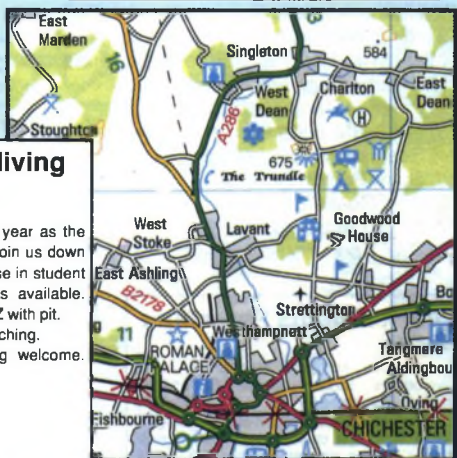 East
Marden
3
16
Singleton
584
West
Dean
Charlton
East
Dean
H
A286
Stoughton
675
The Trundle
living
year as the
oin us down
West
Stoke
Lavant
Goodwood
House
se in student
East Ashling
s available.
B2178
Z with pit.
Strettington
ching.
11
Westhampnett
g welcome.
ROMAN
PALACE
Tangmere
Aldingbou
Oving
Fishbourne
CHICHESTER